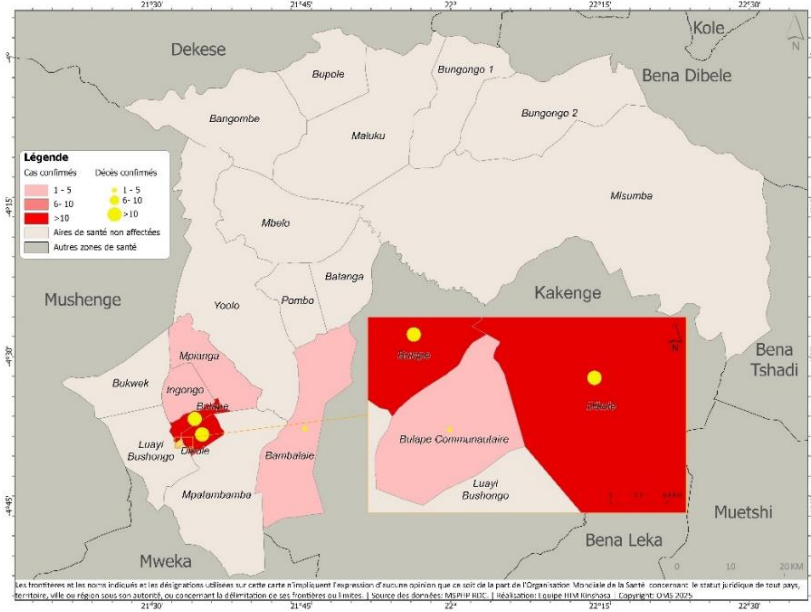 21°30'
21°45'
22°
22°15'
22°30'
Kole
N
Dekese
4°
Bupole
Bungongo 1
Bena Dibele
Bangombe
Bungongo 2
Maluku
Légende
Cas confirmés
Décès confirmés
1 - 5
1 - 5
6- 10
6- 10
>10
>10
Aires de santé non affectées
Autres zones de santé
Misumba
-4°15'
Mbelo
Batanga
Mushenge
Yoolo
Pombo
Kakenge
Mpianga
N
-4°30'
Bulape
Bena
Tshadi
Bukwek
Ingongo
Bulape
Dikole
Luayi
Bushongo
Dikole
Bambalaie
Bulape Communautaire
Luayi
Bushongo
Mpatambamba
-4°45'
Muetshi
Bena Leka
Mweka
0 10 20 KM
21°30'
21°45'
22°
22°15'
Les frontières et les noms indiqués et les désignations utilisées sur cette carte n'impliquent l'expression d'aucune opinion que ce soit de la part de l'Organisation Mondiale de la Santé concernant le statut juridique de tout pays,
territoire, ville ou région sous son autorité, ou concernant la délimitation de ses frontières ou limites. | Source des données: MSPHP RDC. | Réalisation: Equipe HIM Kinshasa | Copyright: OMS 2025